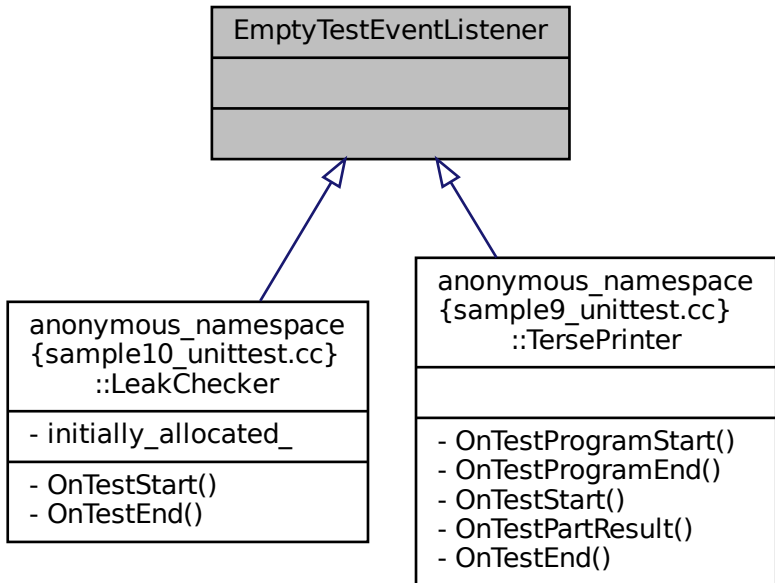 EmptyTestEventListener
anonymous_namespace
{sample10_unittest.cc}
::LeakChecker
- initially_allocated_
- OnTestStart()
- OnTestEnd()
anonymous_namespace
{sample9_unittest.cc}
::TersePrinter
- OnTestProgramStart()
- OnTestProgramEnd()
- OnTestStart()
- OnTestPartResult()
- OnTestEnd()